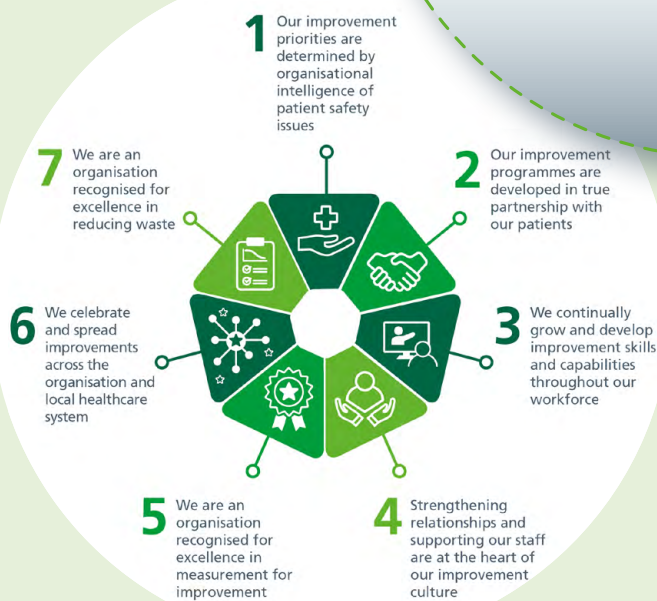 1
Our improvement
priorities are
determined by
organisational
intelligence of
patient safety
issues
2
Our improvement
programmes are
developed in true
partnership with
our patients
3
We continually
grow and develop
improvement skills
and capabilities
throughout our
workforce
4
Strengthening
relationships and
supporting our staff
are at the heart of
our improvement
culture
5
We are an
organisation
recognised for
excellence in
measurement for
improvement
6
We celebrate
and spread
improvements
across the
organisation and
local healthcare
system
7
We are an
organisation
recognised for
excellence in
reducing waste